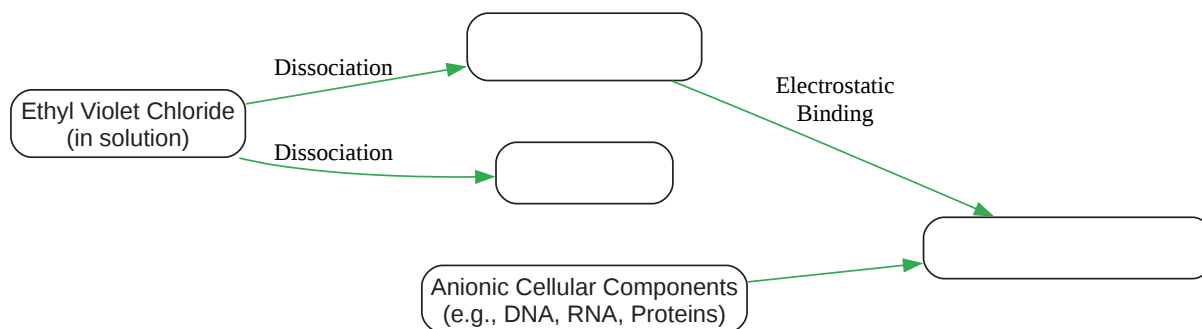 Dissociation
Ethyl Violet Chloride
(in solution)
Dissociation
Electrostatic
Binding
Anionic Cellular Components
(e.g., DNA, RNA, Proteins)